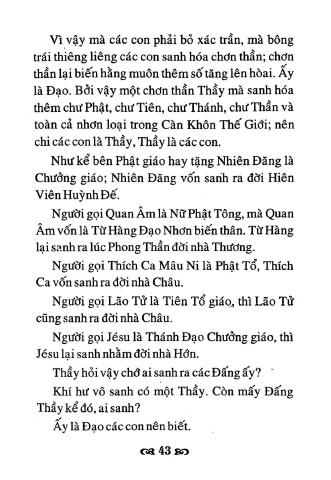 Vì vậy mà các con phải bỏ xác trần, mà bông
trái thiêng liêng các con sanh hóa chơn thần; chơn
thần lại biến hằng muôn thêm số tăng lên hòai. Ấy
là Đạo. Bởi vậy một chơn thần Thầy mà sanh hóa
thêm chư Phật, chư Tiên, chư Thánh, chư Thần và
toàn cả nhơn loại trong Càn Khôn Thế Giới; nên
chi các con là Thầy, Thầy là các con.
Như kể bên Phật giáo hay tặng Nhiên Đăng là
Chưởng giáo; Nhiên Đăng vốn sanh ra đời Hiên
Viên Huỳnh Đế.
Người gọi Quan Âm là Nữ Phật Tông, mà Quan
Âm vốn là Từ Hàng Đạo Nhơn biến thân. Từ Hàng
lại sanh ra lúc Phong Thần đời nhà Thương.
Người gọi Thích Ca Mâu Ni là Phật Tổ, Thích
Ca vốn sanh ra đời nhà Châu.
Người gọi Lão Tử là Tiên Tổ giáo, thì Lão Tử
cũng sanh ra đời nhà Châu.
Người gọi Jésu là Thánh Đạo Chưởng giáo, thì
Jésu lại sanh nhằm đời nhà Hớn.
Thầy hỏi vậy chớ ai sanh ra các Đấng ấy?
Khí hư vô sanh có một Thầy. Còn mấy Đấng
Thầy kể đó, ai sanh?
Ấy là Đạo các con nên biết.
43